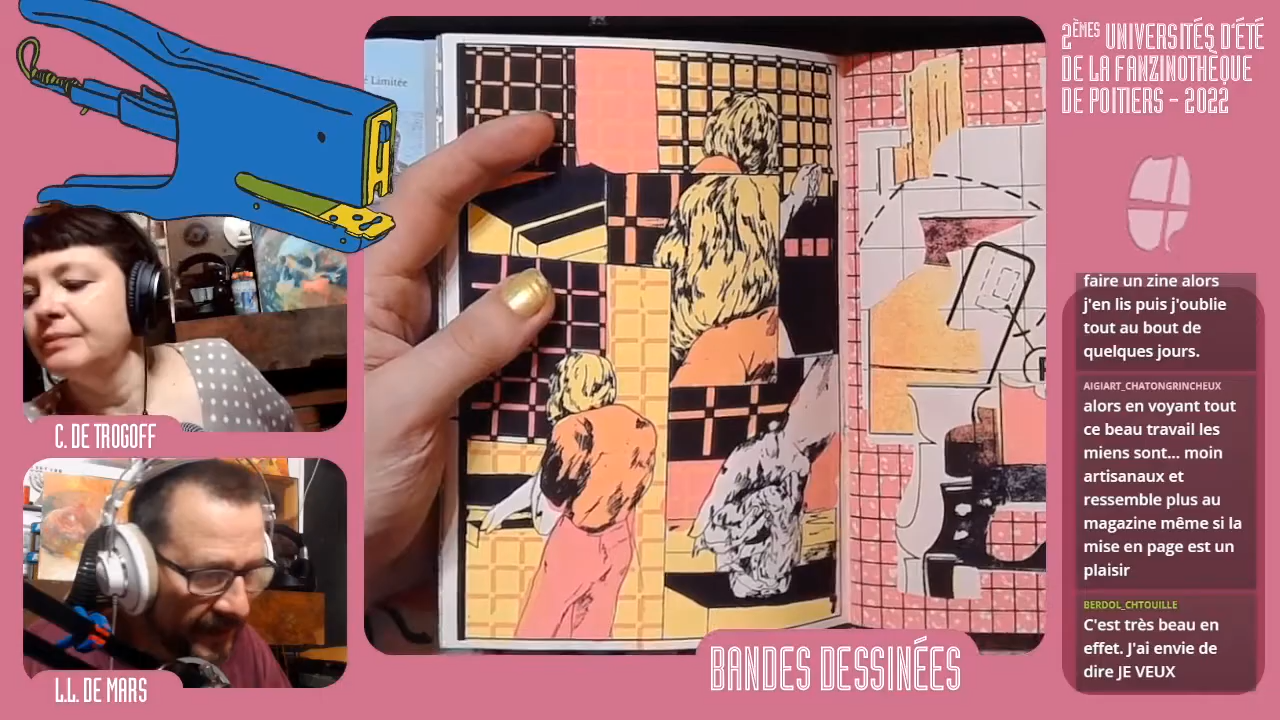 2ÈMES UNIVERSITÉS D'ÉTÉ
DE LA FANZINOTHÈQUE
DE POITIERS - 2022
Limitée
C. DE TROGOFF
L.L. DE MARS
BANDES DESSINÉES
faire un zine alors
j'en lis puis j'oublie
tout au bout de
quelques jours.
AIGIART_CHATONGRINCHEUX
alors en voyant tout
ce beau travail les
miens sont... moin
artisanaux et
ressemble plus au
magazine même si la
mise en page est un
plaisir
BERDOL_CHTOUILLE
C'est très beau en
effet. J'ai envie de
dire JE VEUX